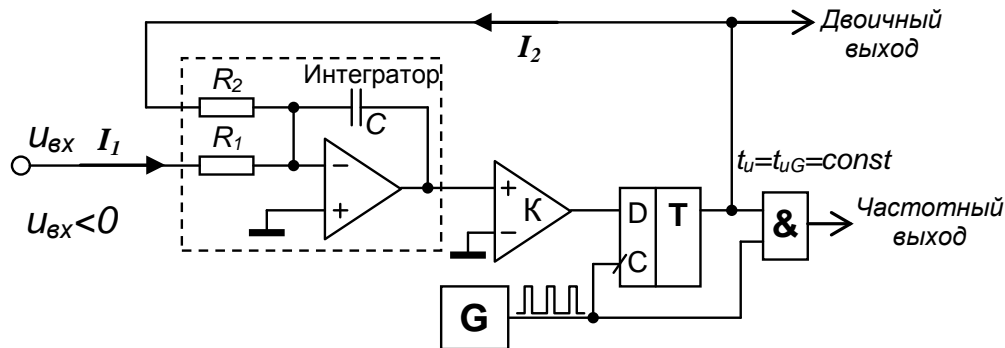 Двоичный
выход
I2
Интегратор
R2
C
uвх
I1
R1
−
+
uвх<0
+
−
К
D
T
C
tu=tuG=const
&
Частотный
выход
G